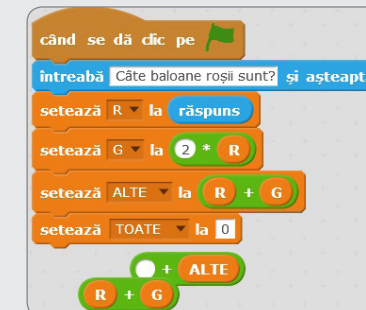 când se dă clic pe
întreabă Câte baloane roșii sunt? și așteapt
setează R la răspuns
setează G la 2 * R
setează ALTE la R + G
setează TOATE la 0
+ ALTE
R + G